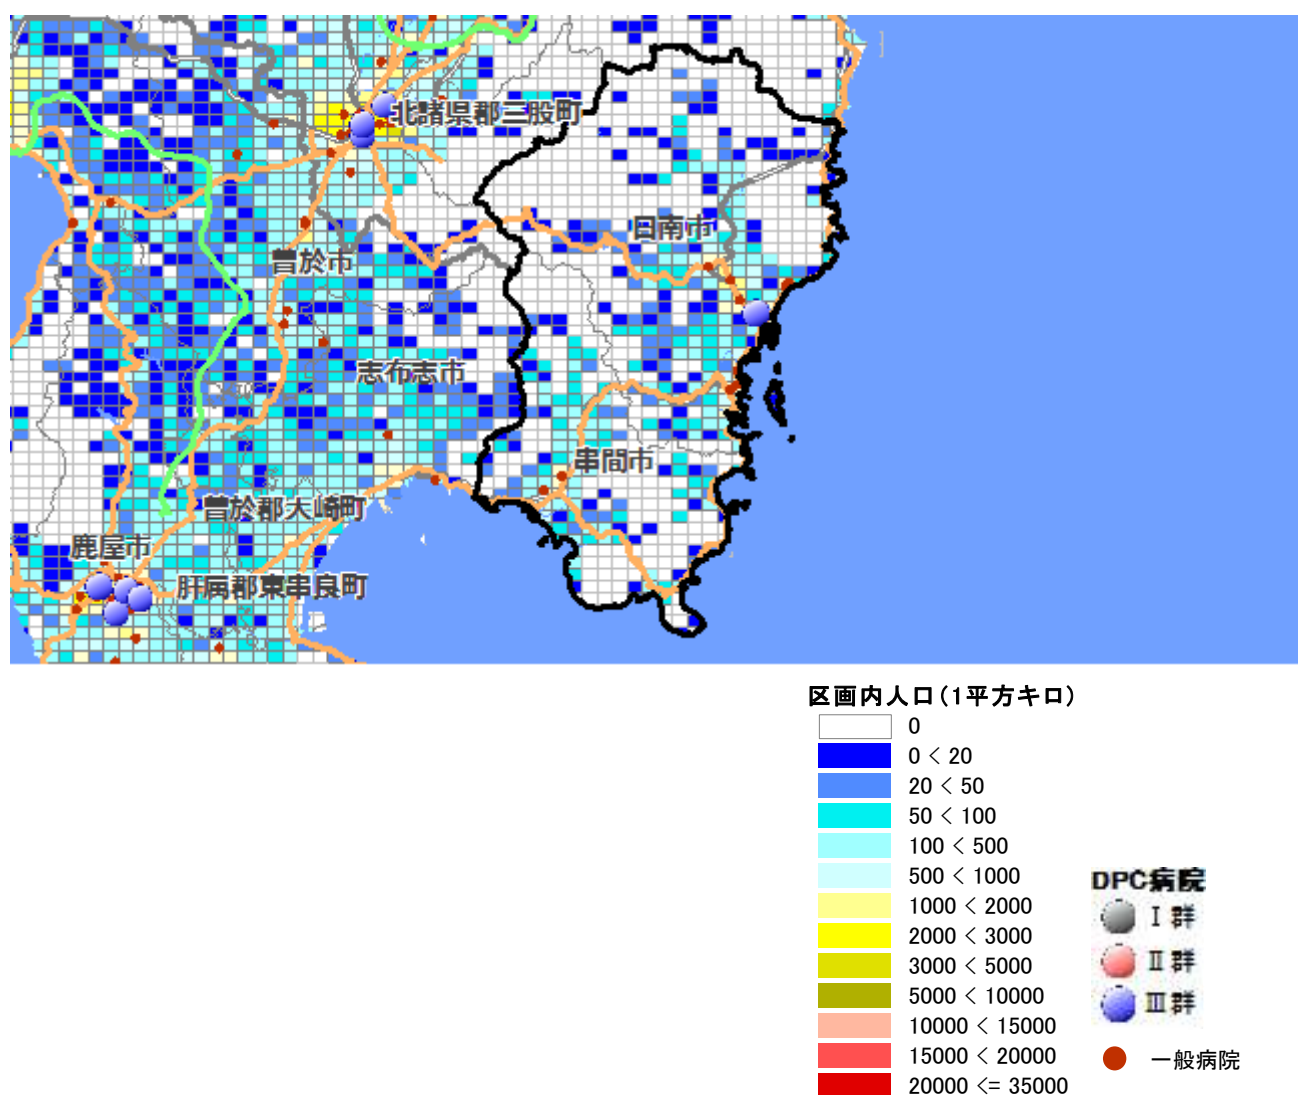 北諸県郡三股町
日南市
曽於市
志布志市
串間市
曽於郡大崎町
鹿屋市
肝属郡東串良町
区画内人口(1平方キロ)
0
0 < 20
20 < 50
50 < 100
100 < 500
500 < 1000
1000 < 2000
2000 < 3000
3000 < 5000
5000 < 10000
10000 < 15000
15000 < 20000
20000 <= 35000
DPC病院
Ⅰ群
Ⅱ群
Ⅲ群
一般病院